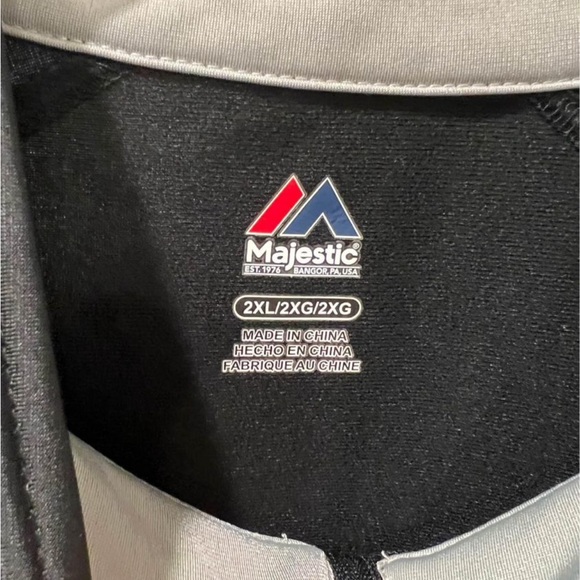 Majestic®
EST. 1976 BANGOR, PA, USA
2XL/2XG/2XG
MADE IN CHINA
HECHO EN CHINA
FABRIQUE AU CHINE